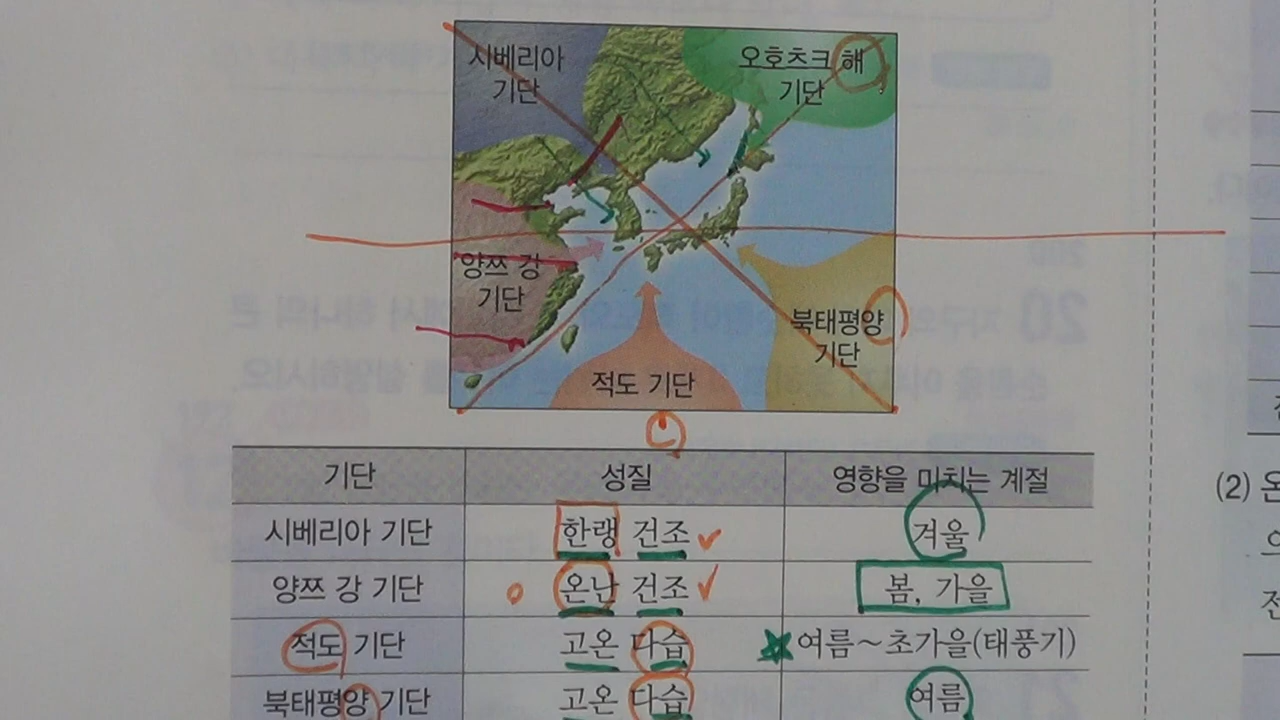 시베리아
기단
오호츠크 해
기단
양쯔 강
기단
북태평양
기단
적도 기단
기단 성질 영향을 미치는 계절
시베리아 기단 한랭 건조 겨울
양쯔 강 기단 온난 건조 봄, 가을
적도 기단 고온 다습 여름~초가을(태풍기)
북태평양 기단 고온 다습 여름
(2) 온